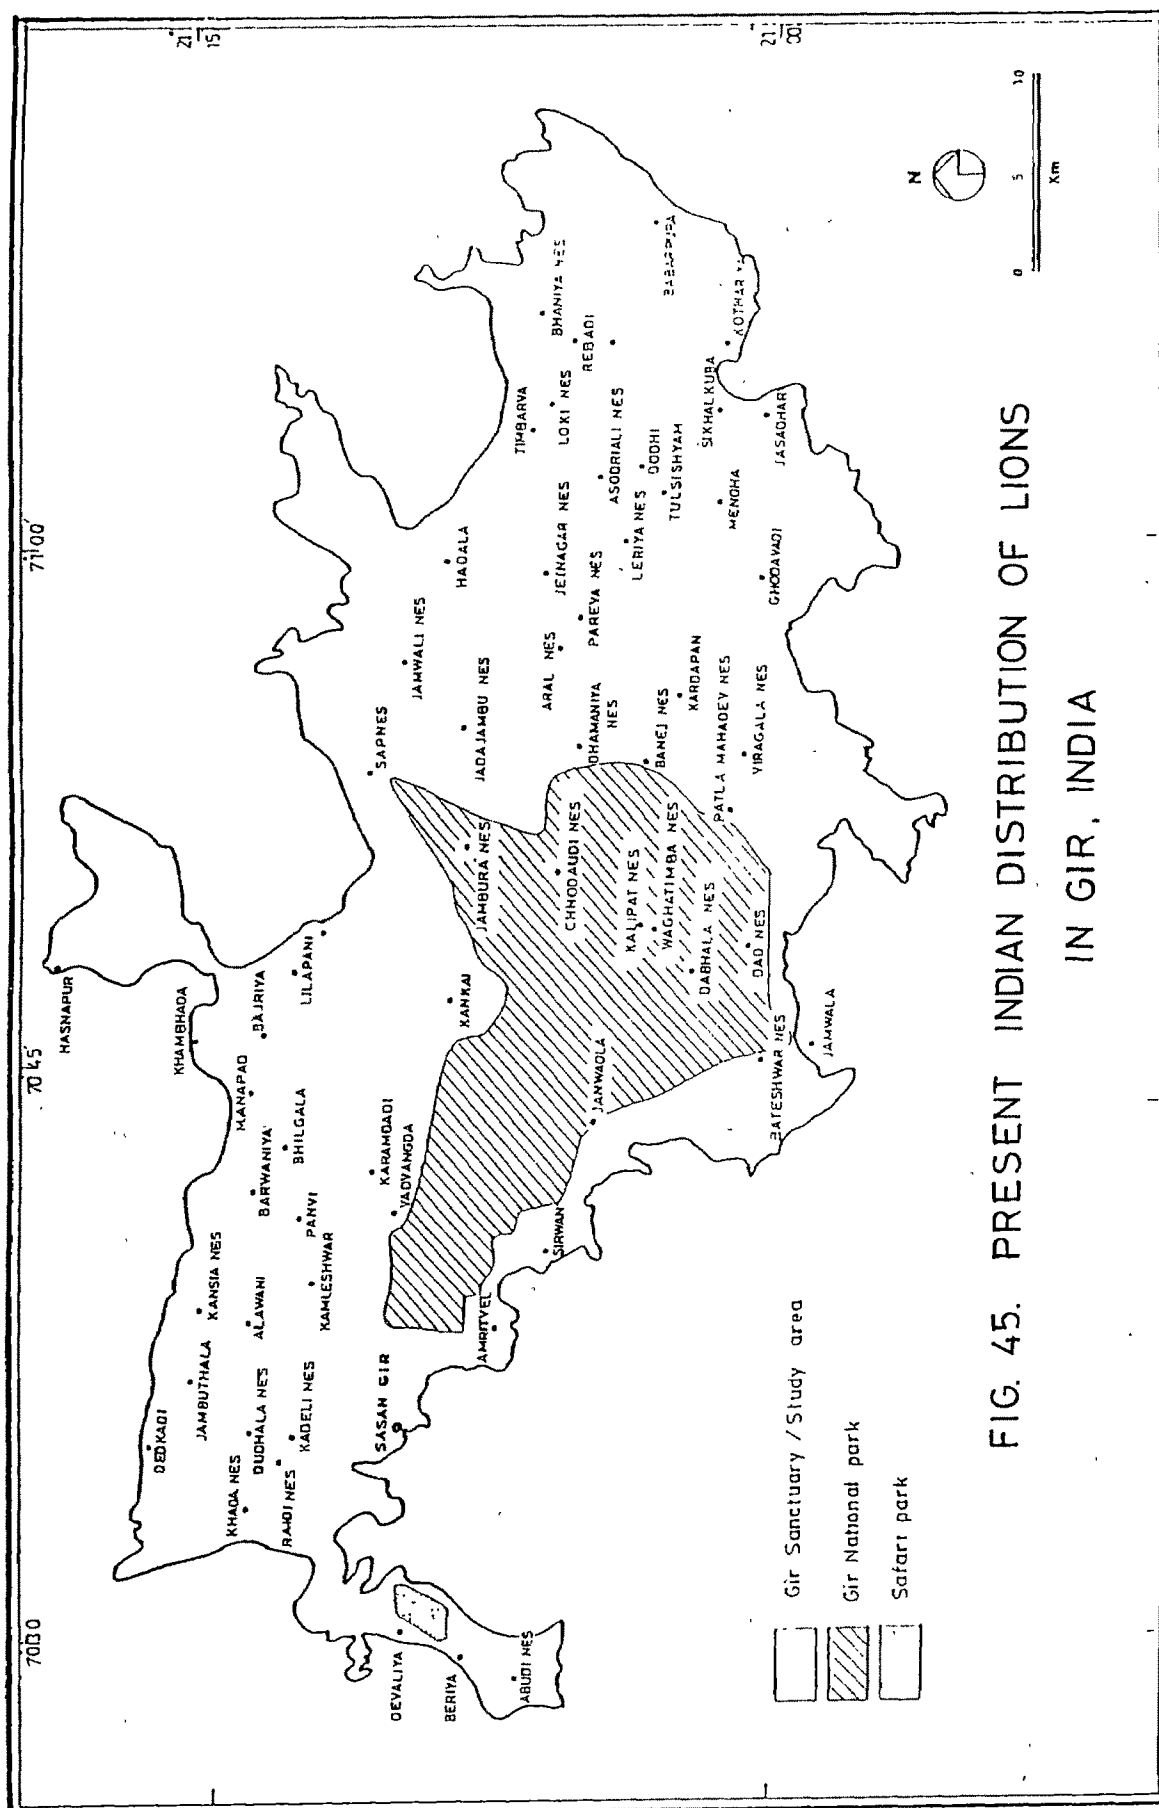 70 30
70 45'
71 00'
21 15
21 00
HASNAPUR
KHAMBHADA
DEDKADI
JAMBUTHALA
KANSIA NES
MANAPAD
BAJRIYA
LILAPANI
KHADA NES
DUDHALA NES
ALAWANI
BARWANIYA
BHILGALA
RAIDI NES
KADELI NES
KAMLESHWAR
PANVI
SASAN GIR
KARAMDADI
YADVANGDA
KANKAI
SAPNES
JAMWALI NES
HADALA
JADAJAMBU NES
JAMBURA NES
DEVALIYA
BERIYA
ABUDI NES
AMRITVEL
SIRWAN
JANWADLA
CHHODAUDI NES
ARAL NES
JEINAGAR NES
TIMBARVA
LOKI NES
BHANIYA NES
REBADI
DHAMANIYA
NES
PAREVA NES
ASODRIALI NES
LERIYA NES
DODHI
TULSISHYAM
KALIPAT NES
WAGHATIMBA NES
BANEJ NES
KARDAPAN
DABHALA NES
PATLA MAHADEV NES
MENDHA
SIKHALKUBA
KOTHARYA
DAD NES
VIRAGALA NES
GHODAVADI
JASADHAR
BATESHWAR NES
JAMWALA
N
0 5 10
Km
Gir Sanctuary / Study area
Gir National park
Safari park
FIG. 45. PRESENT INDIAN DISTRIBUTION OF LIONS
IN GIR, INDIA